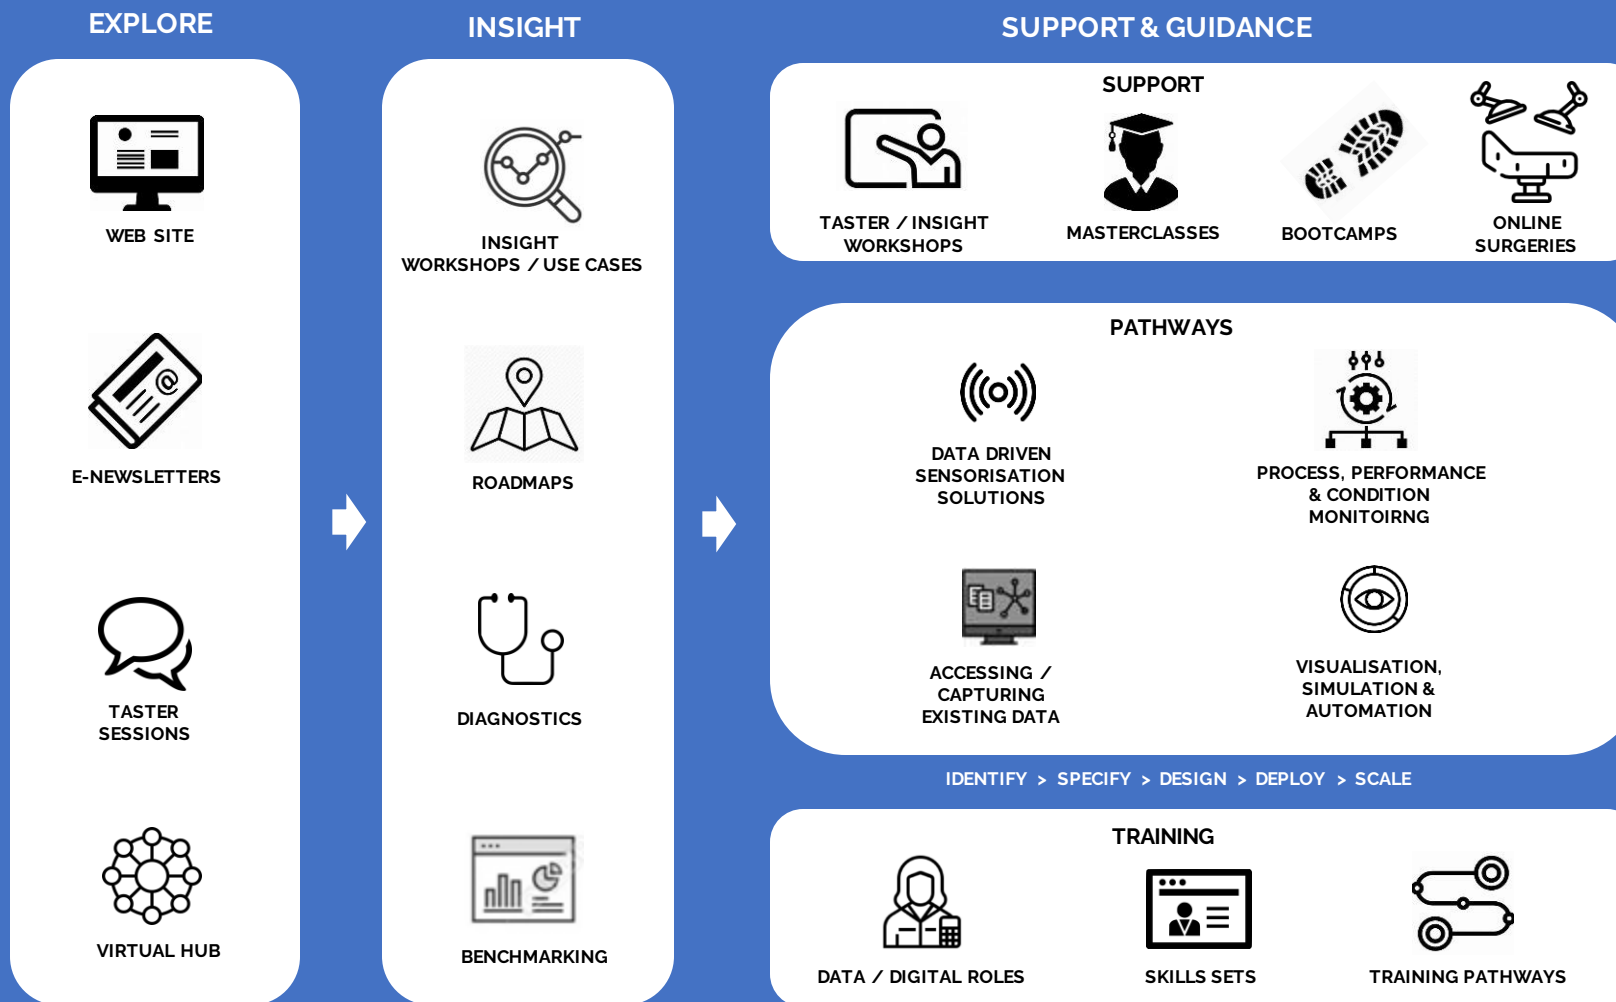 EXPLORE
WEB SITE
E-NEWSLETTERS
TASTER
SESSIONS
VIRTUAL HUB
INSIGHT
INSIGHT
WORKSHOPS / USE CASES
ROADMAPS
DIAGNOSTICS
BENCHMARKING
SUPPORT & GUIDANCE
SUPPORT
TASTER / INSIGHT
WORKSHOPS
MASTERCLASSES
BOOTCAMPS
ONLINE
SURGERIES
PATHWAYS
DATA DRIVEN
SENSORISATION
SOLUTIONS
PROCESS, PERFORMANCE
& CONDITION
MONITOIRNG
ACCESSING /
CAPTURING
EXISTING DATA
VISUALISATION,
SIMULATION &
AUTOMATION
IDENTIFY > SPECIFY > DESIGN > DEPLOY > SCALE
TRAINING
DATA / DIGITAL ROLES
SKILLS SETS
TRAINING PATHWAYS